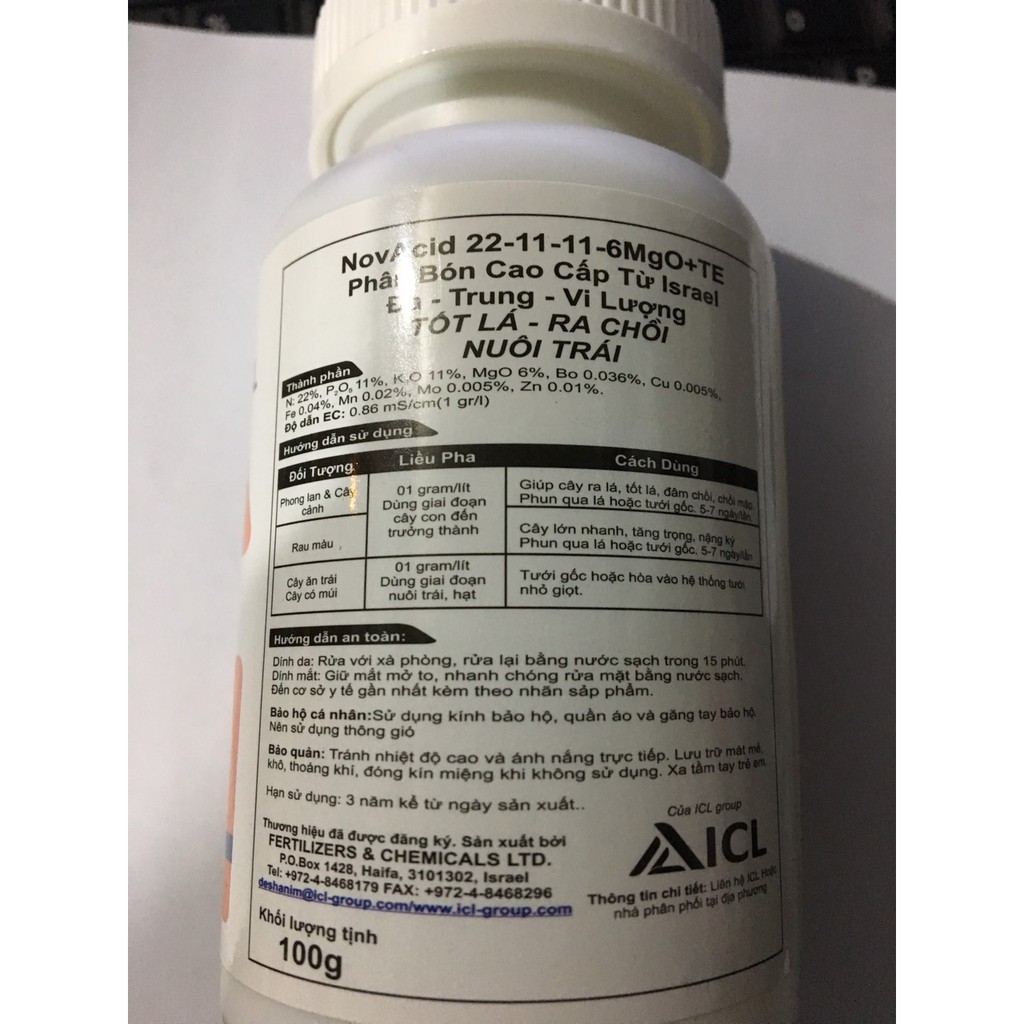 NovAcid 22-11-11-6MgO+TE
Phân Bón Cao Cấp Từ Israel
Đa - Trung - Vi Lượng
TỐT LÁ - RA CHỒI
NUÔI TRÁI
Thành phần
N: 22%, P₂O₅ 11%, K₂O 11%, MgO 6%, Bo 0.036%, Cu 0.005%,
Fe 0.04%, Mn 0.02%, Mo 0.005%, Zn 0.01%.
Độ dẫn EC: 0.86 mS/cm(1 gr/l)
Hướng dẫn sử dụng
Đối Tượng Liều Pha Cách Dùng
Phong lan & Cây
cảnh
01 gram/lít
Dùng giai đoạn
cây con đến
trưởng thành
Giúp cây ra lá, tốt lá, đâm chồi, chồi mập
Phun qua lá hoặc tưới gốc. 5-7 ngày/lần.
Rau màu
Cây lớn nhanh, tăng trọng, nặng ký
Phun qua lá hoặc tưới gốc. 5-7 ngày/lần
Cây ăn trái
Cây có múi
01 gram/lít
Dùng giai đoạn
nuôi trái, hạt
Tưới gốc hoặc hòa vào hệ thống tưới
nhỏ giọt.
Hướng dẫn an toàn:
Dính da: Rửa với xà phòng, rửa lại bằng nước sạch trong 15 phút.
Dính mắt: Giữ mắt mở to, nhanh chóng rửa mặt bằng nước sạch.
Đến cơ sở y tế gần nhất kèm theo nhãn sảp phẩm.
Bảo hộ cá nhân:Sử dụng kính bảo hộ, quần áo và găng tay bảo hộ.
Nên sử dụng thông gió
Bảo quản: Tránh nhiệt độ cao và ánh nắng trực tiếp. Lưu trữ mát mẻ,
khô, thoáng khí, đóng kín miệng khi không sử dụng. Xa tầm tay trẻ em.
Hạn sử dụng: 3 năm kể từ ngày sản xuất..
Thương hiệu đã được đăng ký. Sản xuất bởi
FERTILIZERS & CHEMICALS LTD.
P.O.Box 1428, Haifa, 3101302, Israel
Tel: +972-4-8468179 FAX: +972-4-8468296
deshanim@icl-group.com/www.icl-group.com
Của ICL group
ICL
Thông tin chi tiết: Liên hệ ICL Hoặc
nhà phân phối tại địa phương
Khối lượng tịnh
100g